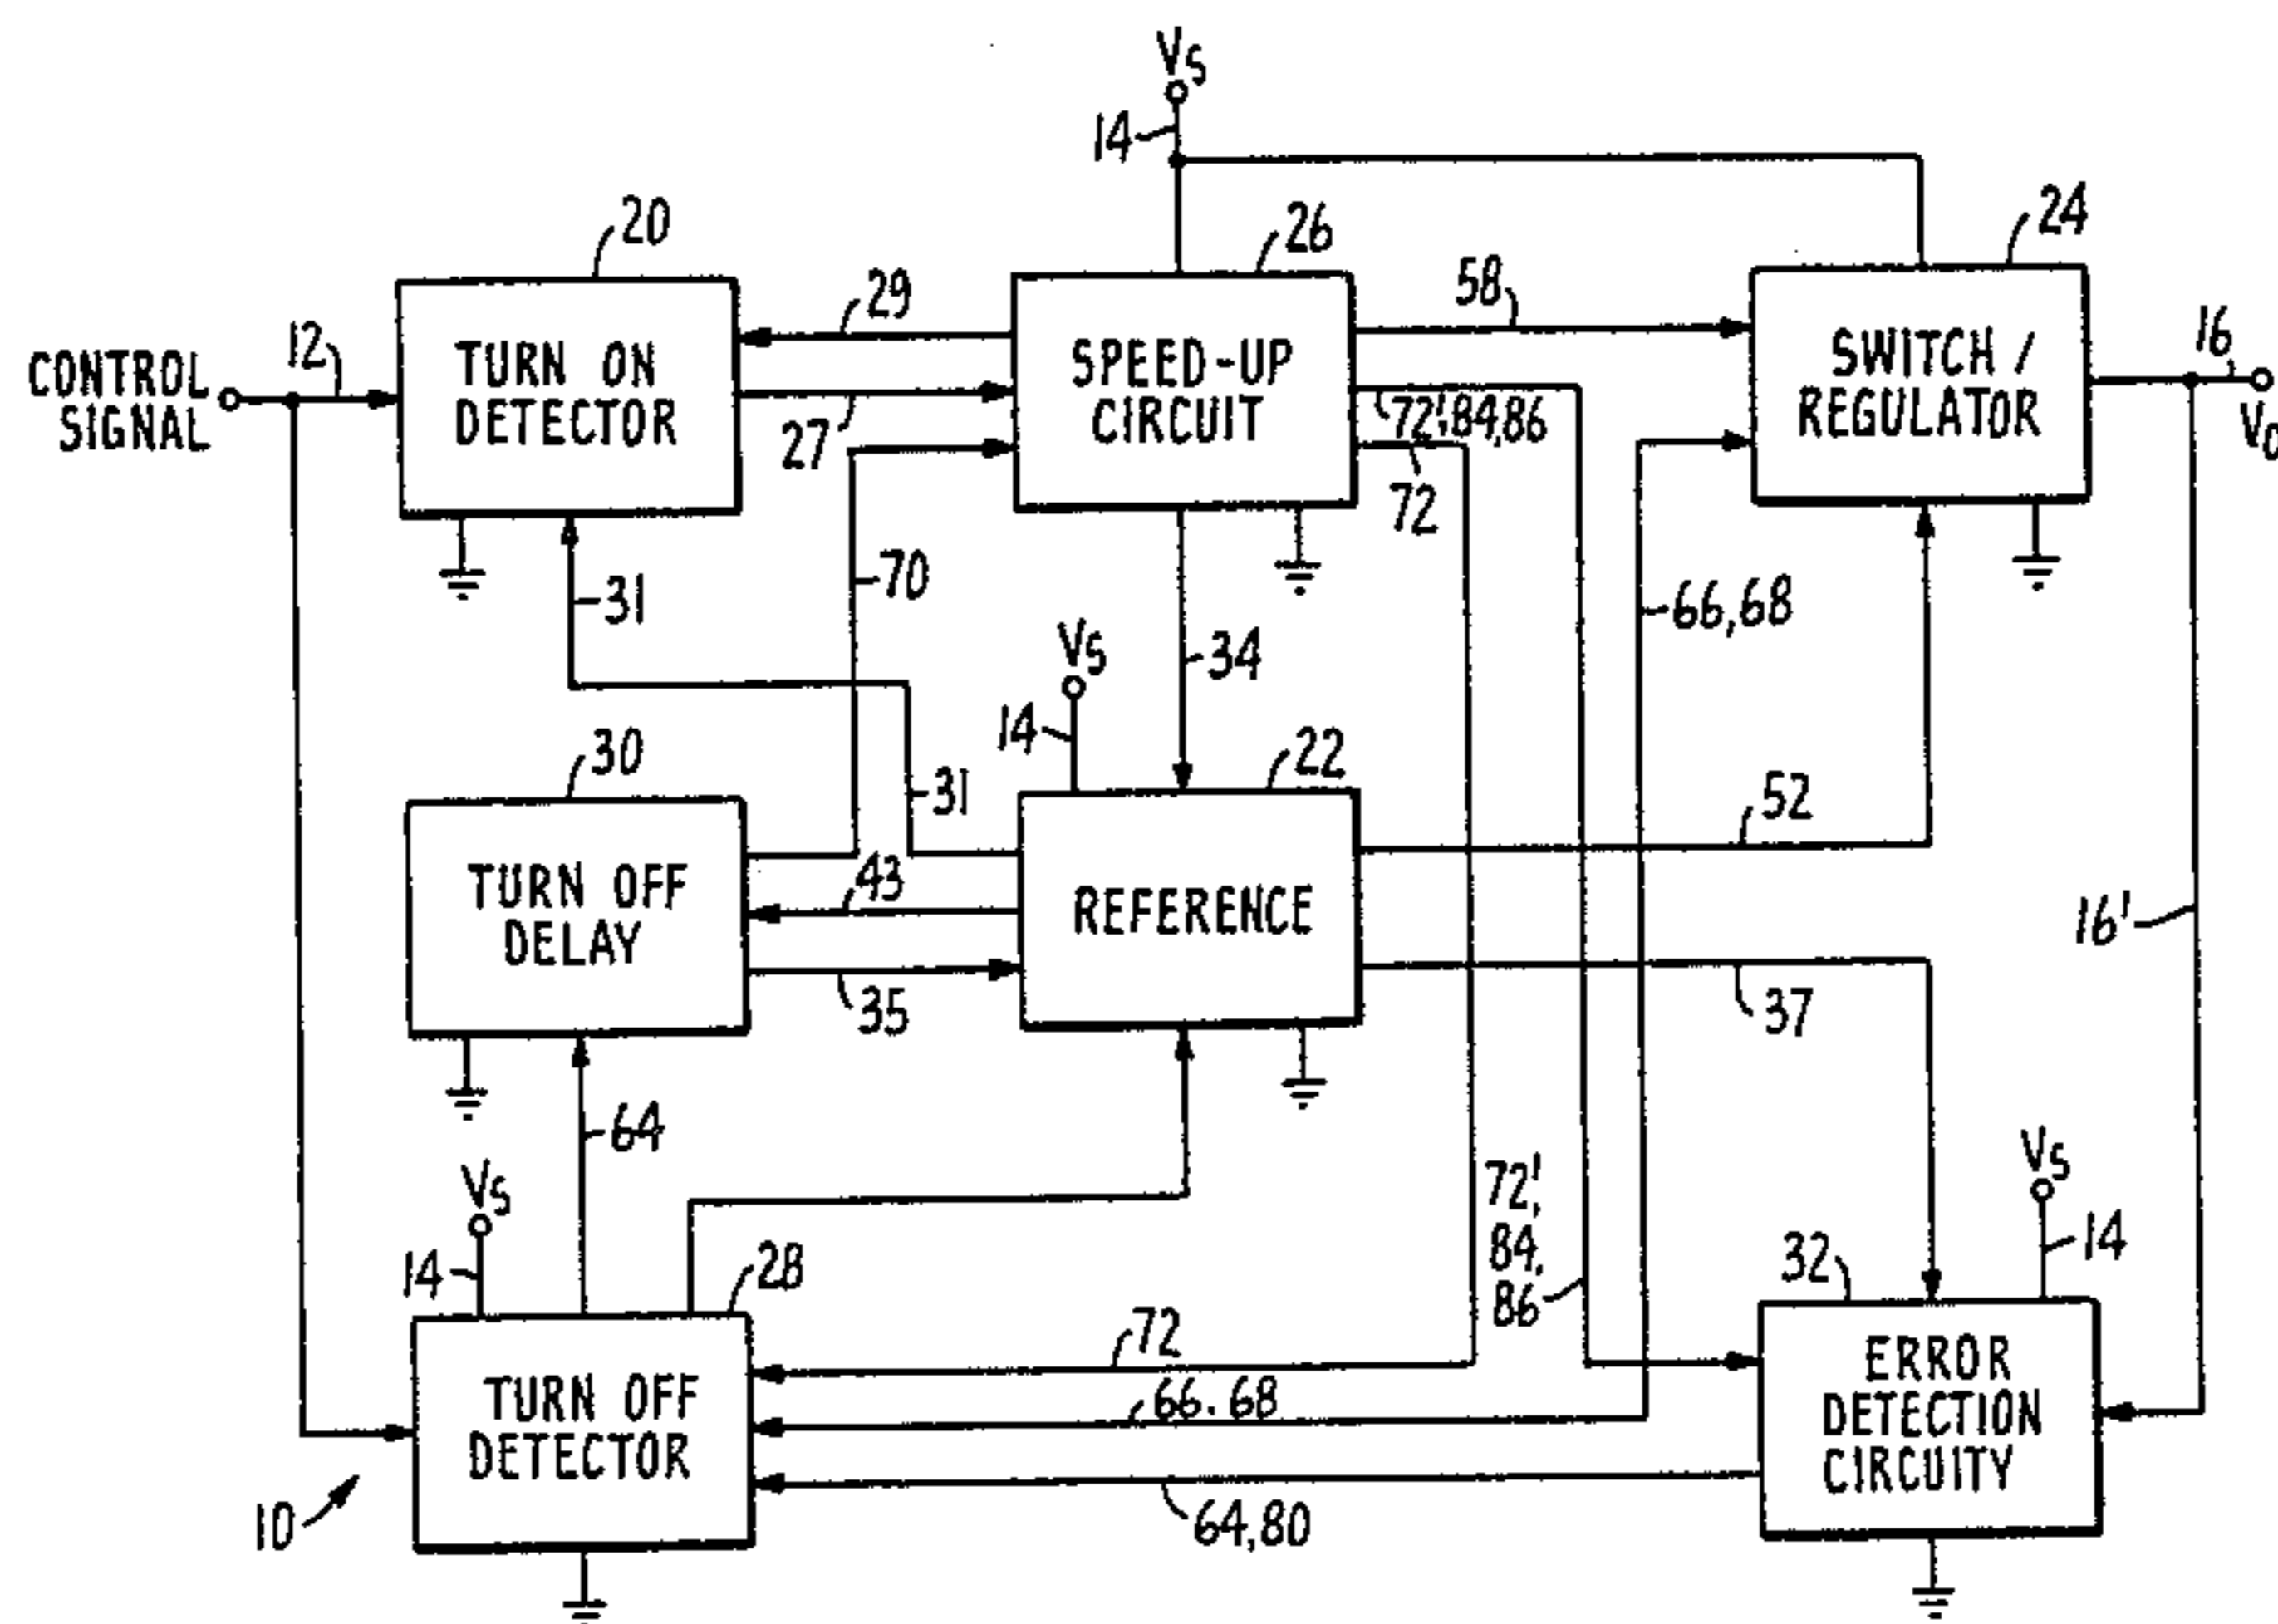 Vs
14
20
26
24
CONTROL
SIGNAL
12
TURN ON
DETECTOR
29
27
SPEED-UP
CIRCUIT
58
72',84,86
72
SWITCH /
REGULATOR
16
Vo
31
70
34
66,68
Vs
14
30
31
22
52
TURN OFF
DELAY
43
35
REFERENCE
37
16'
64
Vs
14
28
72',
84,
86
Vs
14
32
TURN OFF
DETECTOR
72
66.68
64,80
ERROR
DETECTION
CIRCUITY
10